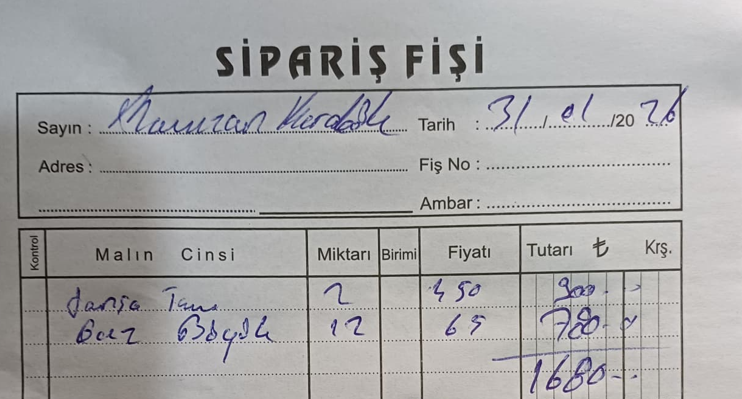 SİPARİŞ FİŞİ
Sayın : Tarih : 31/01/2026
Adres : Fiş No :
Ambar :
Kontrol Malın Cinsi Miktarı Birimi Fiyatı Tutarı ₺ Krş.
2 450 900.-
12 65 780.-
1680.-